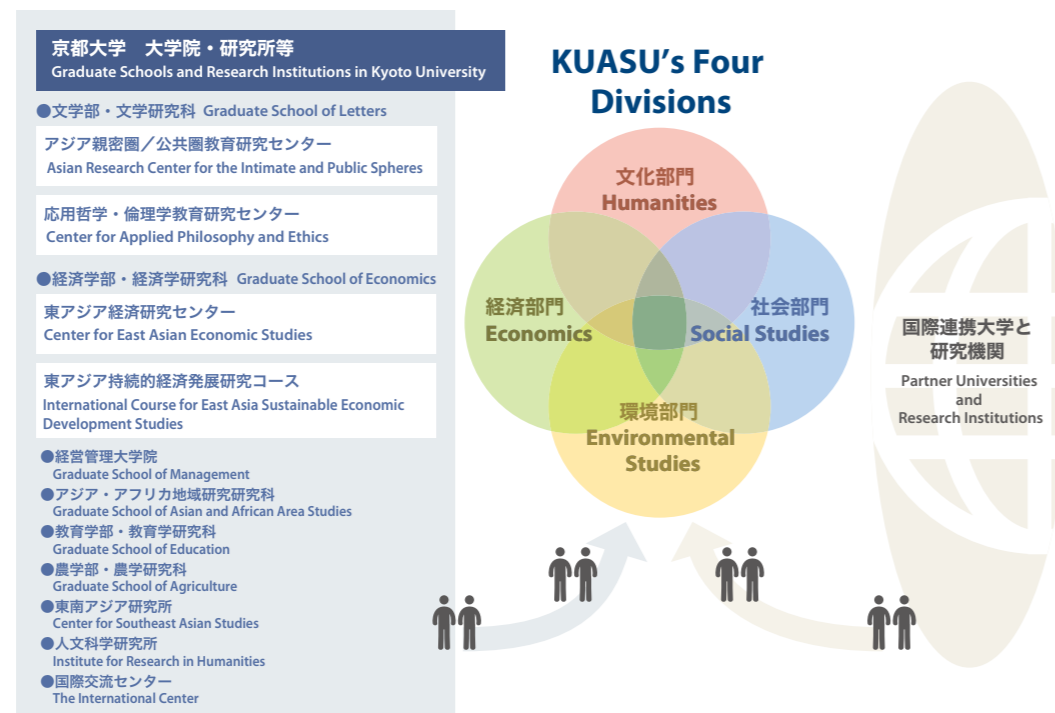 京都大学　大学院・研究所等
Graduate Schools and Research Institutions in Kyoto University
●文学部・文学研究科 Graduate School of Letters
アジア親密圏／公共圏教育研究センター
Asian Research Center for the Intimate and Public Spheres
応用哲学・倫理学教育研究センター
Center for Applied Philosophy and Ethics
●経済学部・経済学研究科 Graduate School of Economics
東アジア経済研究センター
Center for East Asian Economic Studies
東アジア持続的経済発展研究コース
International Course for East Asia Sustainable Economic
Development Studies
●経営管理大学院
Graduate School of Management
●アジア・アフリカ地域研究研究科
Graduate School of Asian and African Area Studies
●教育学部・教育学研究科
Graduate School of Education
●農学部・農学研究科
Graduate School of Agriculture
●東南アジア研究所
Center for Southeast Asian Studies
●人文科学研究所
Institute for Research in Humanities
●国際交流センター
The International Center
KUASU's Four
Divisions
文化部門
Humanities
経済部門
Economics
社会部門
Social Studies
環境部門
Environmental
Studies
国際連携大学と
研究機関
Partner Universities
and
Research Institutions